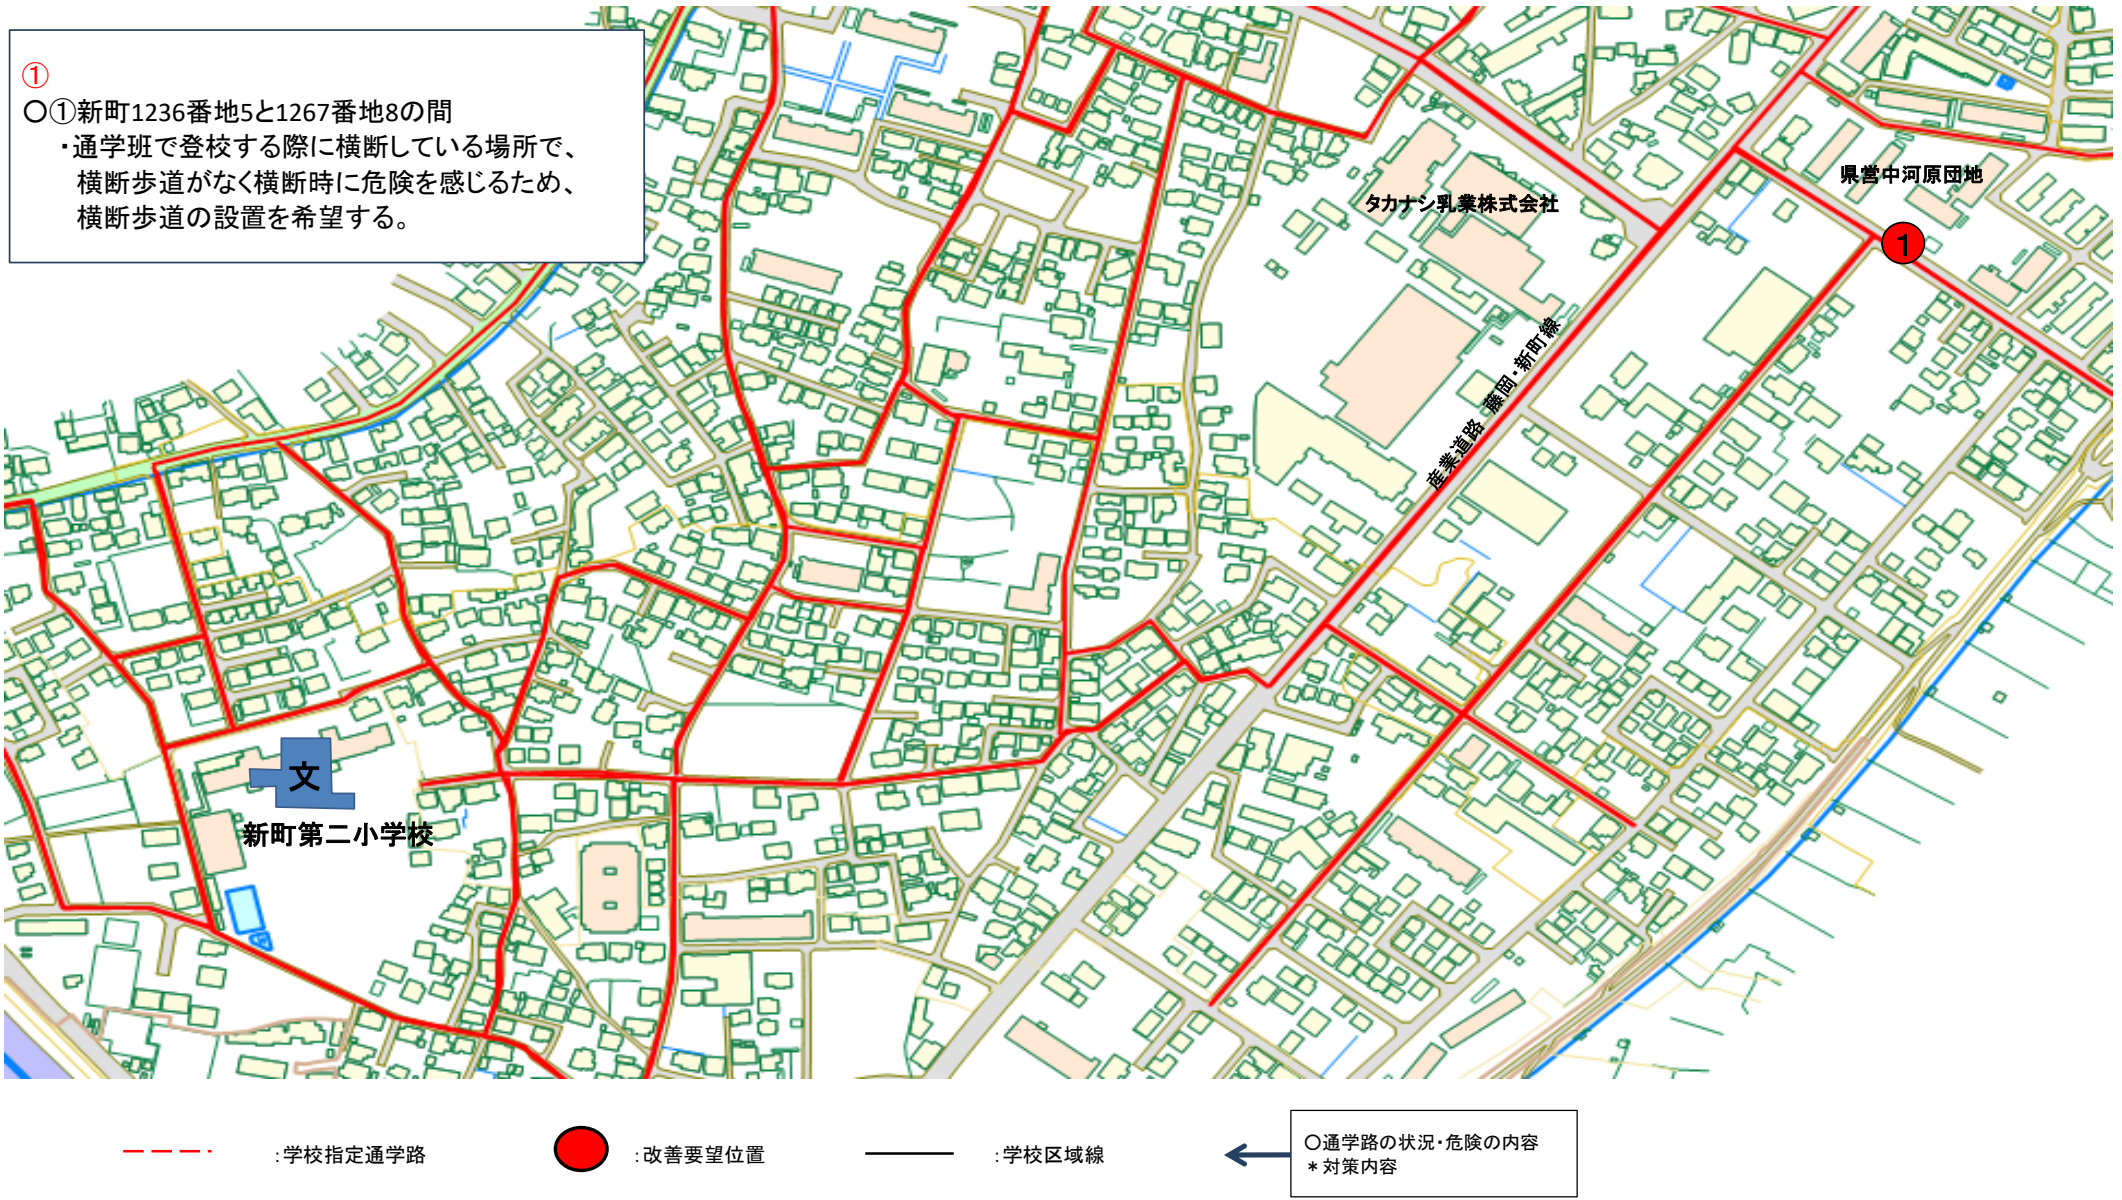 ①
○①新町1236番地5と1267番地8の間
・通学班で登校する際に横断している場所で、
横断歩道がなく横断時に危険を感じるため、
横断歩道の設置を希望する。
県営中河原団地
タカナシ乳業株式会社
1
産業道路 藤岡・新町線
文
新町第二小学校
:学校指定通学路
:改善要望位置
:学校区域線
○通学路の状況・危険の内容
＊対策内容